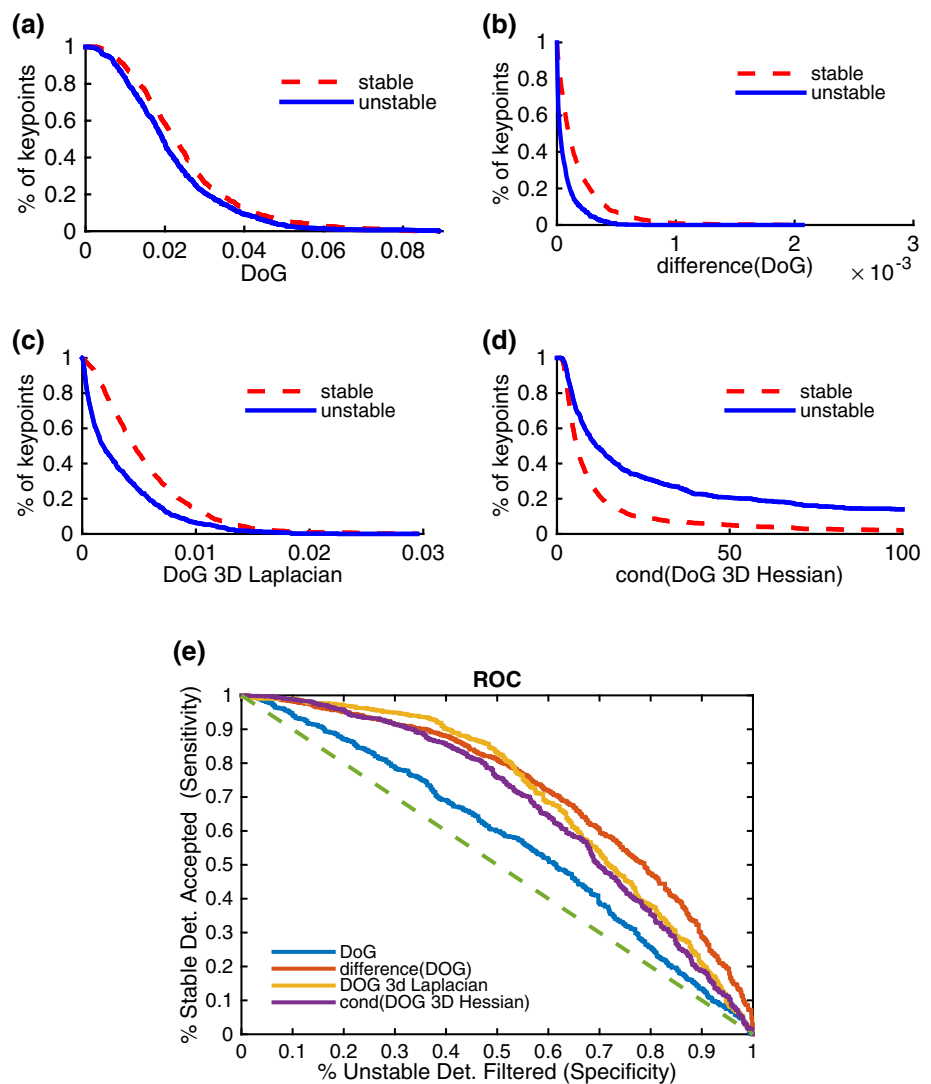 (a)
% of keypoints
1
0.8
0.6
0.4
0.2
0
0 0.02 0.04 0.06 0.08
DoG
stable
unstable
(b)
% of keypoints
1
0.8
0.6
0.4
0.2
0
0 1 2 3
difference(DoG) × 10⁻³
stable
unstable
(c)
% of keypoints
1
0.8
0.6
0.4
0.2
0
0 0.01 0.02 0.03
DoG 3D Laplacian
stable
unstable
(d)
% of keypoints
1
0.8
0.6
0.4
0.2
0
0 50 100
cond(DoG 3D Hessian)
stable
unstable
(e)
ROC
% Stable Det. Accepted (Sensitivity)
1
0.9
0.8
0.7
0.6
0.5
0.4
0.3
0.2
0.1
0
DoG
difference(DOG)
DOG 3d Laplacian
cond(DOG 3D Hessian)
0 0.1 0.2 0.3 0.4 0.5 0.6 0.7 0.8 0.9 1
% Unstable Det. Filtered (Specificity)